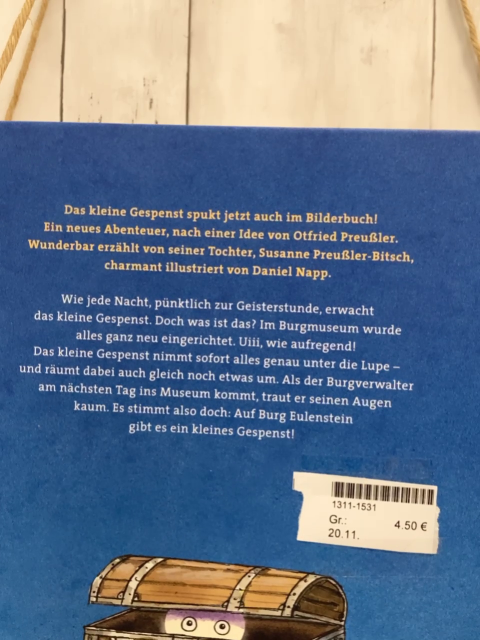 Das kleine Gespenst spukt jetzt auch im Bilderbuch!
Ein neues Abenteuer, nach einer Idee von Otfried Preußler.
Wunderbar erzählt von seiner Tochter, Susanne Preußler-Bitsch,
charmant illustriert von Daniel Napp.
Wie jede Nacht, pünktlich zur Geisterstunde, erwacht
das kleine Gespenst. Doch was ist das? Im Burgmuseum wurde
alles ganz neu eingerichtet. Uiii, wie aufregend!
Das kleine Gespenst nimmt sofort alles genau unter die Lupe –
und räumt dabei auch gleich noch etwas um. Als der Burgverwalter
am nächsten Tag ins Museum kommt, traut er seinen Augen
kaum. Es stimmt also doch: Auf Burg Eulenstein
gibt es ein kleines Gespenst!
1311-1531
Gr.: 4.50 €
20.11.